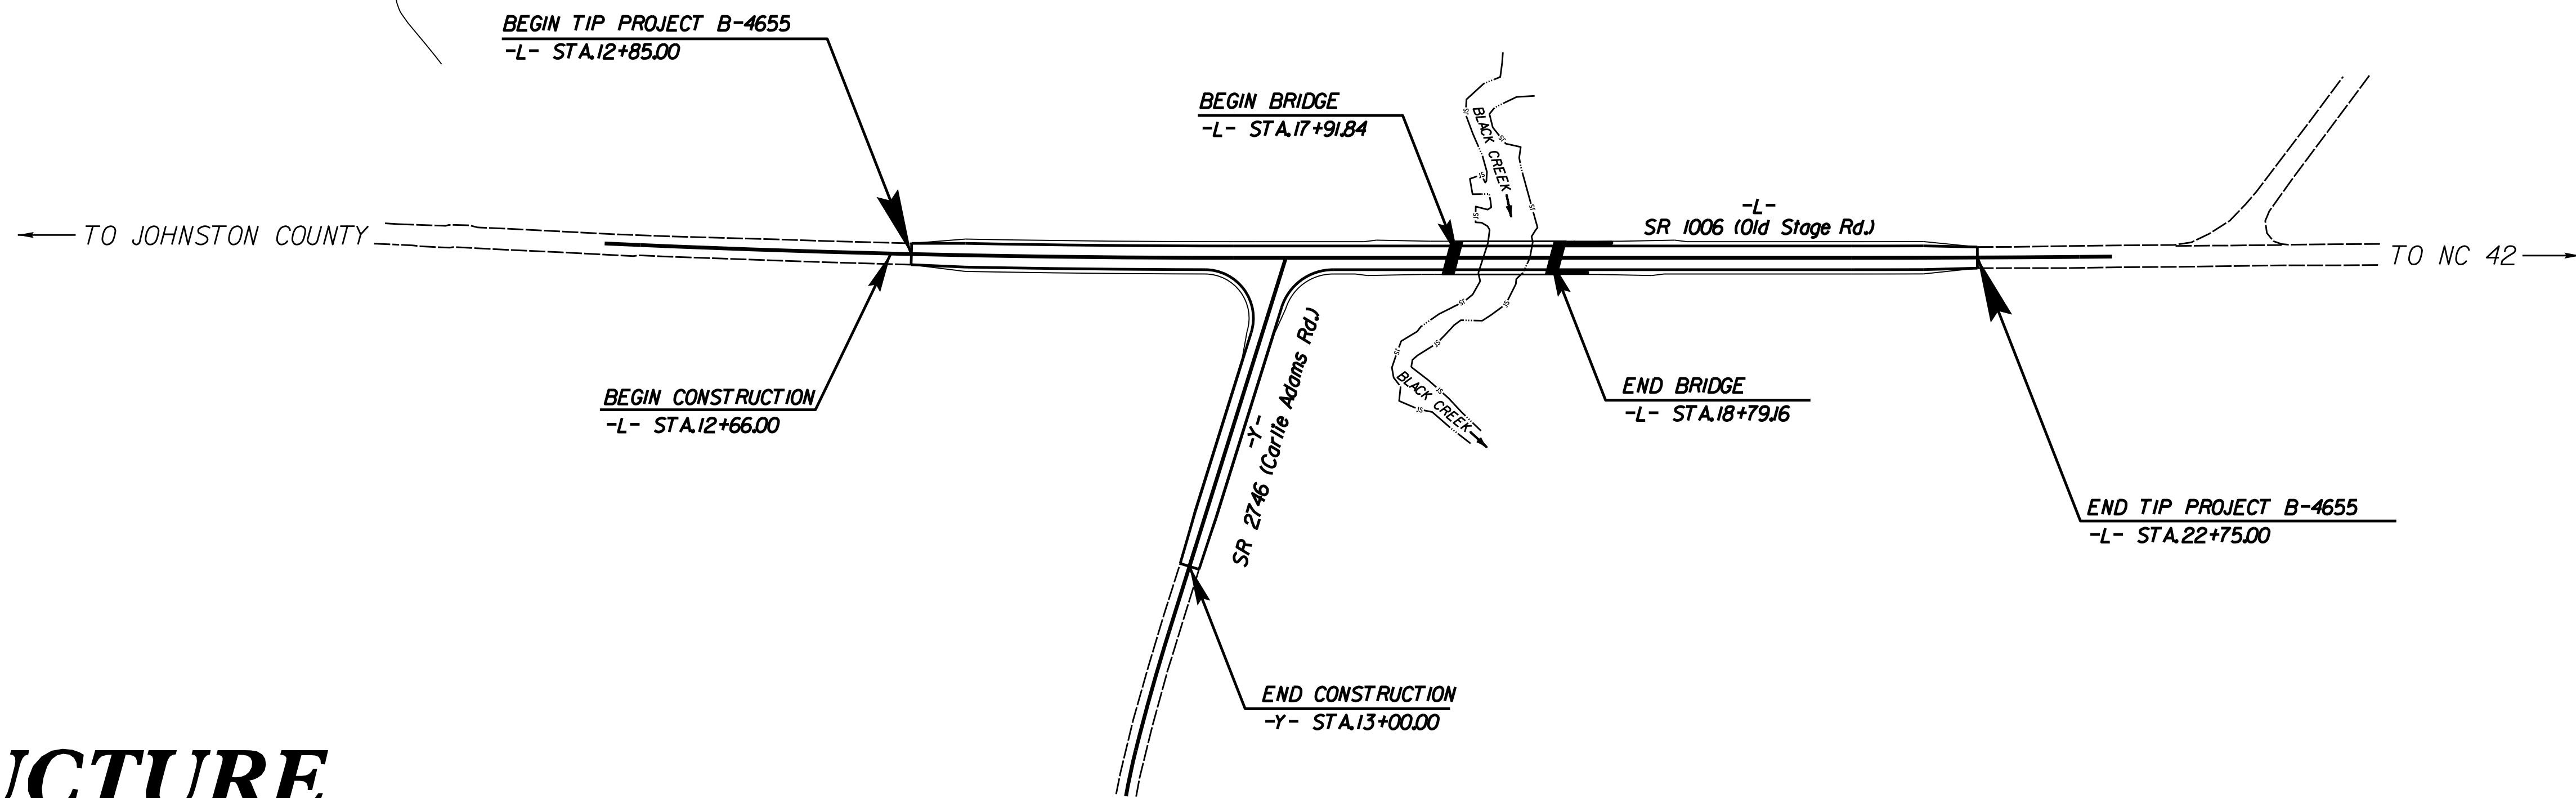 BEGIN TIP PROJECT B-4655
-L- STA.12+85.00
BEGIN BRIDGE
-L- STA.17+91.84
BLACK CREEK
-L-
SR 1006 (Old Stage Rd.)
TO JOHNSTON COUNTY
TO NC 42
BEGIN CONSTRUCTION
-L- STA.12+66.00
-Y-
SR 2746 (Carlie Adams Rd.)
BLACK CREEK
END BRIDGE
-L- STA.18+79.16
END TIP PROJECT B-4655
-L- STA.22+75.00
END CONSTRUCTION
-Y- STA.13+00.00
UCTURE